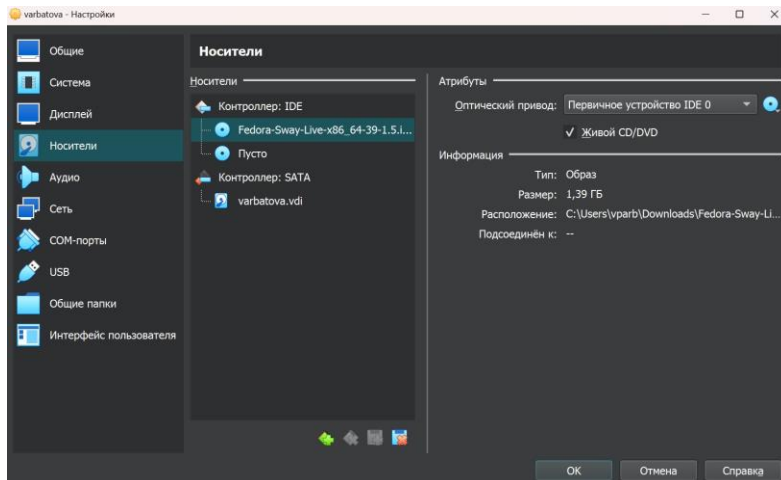 varbatova - Настройки
Общие
Система
Дисплей
Носители
Аудио
Сеть
COM-порты
USB
Общие папки
Интерфейс пользователя
Носители
Носители
Контроллер: IDE
Fedora-Sway-Live-x86_64-39-1.5.i...
Пусто
Контроллер: SATA
varbatova.vdi
Атрибуты
Оптический привод: Первичное устройство IDE 0
Живой CD/DVD
Информация
Тип: Образ
Размер: 1,39 ГБ
Расположение: C:\Users\vparb\Downloads\Fedora-Sway-Li...
Подсоединён к: --
OK Отмена Справка